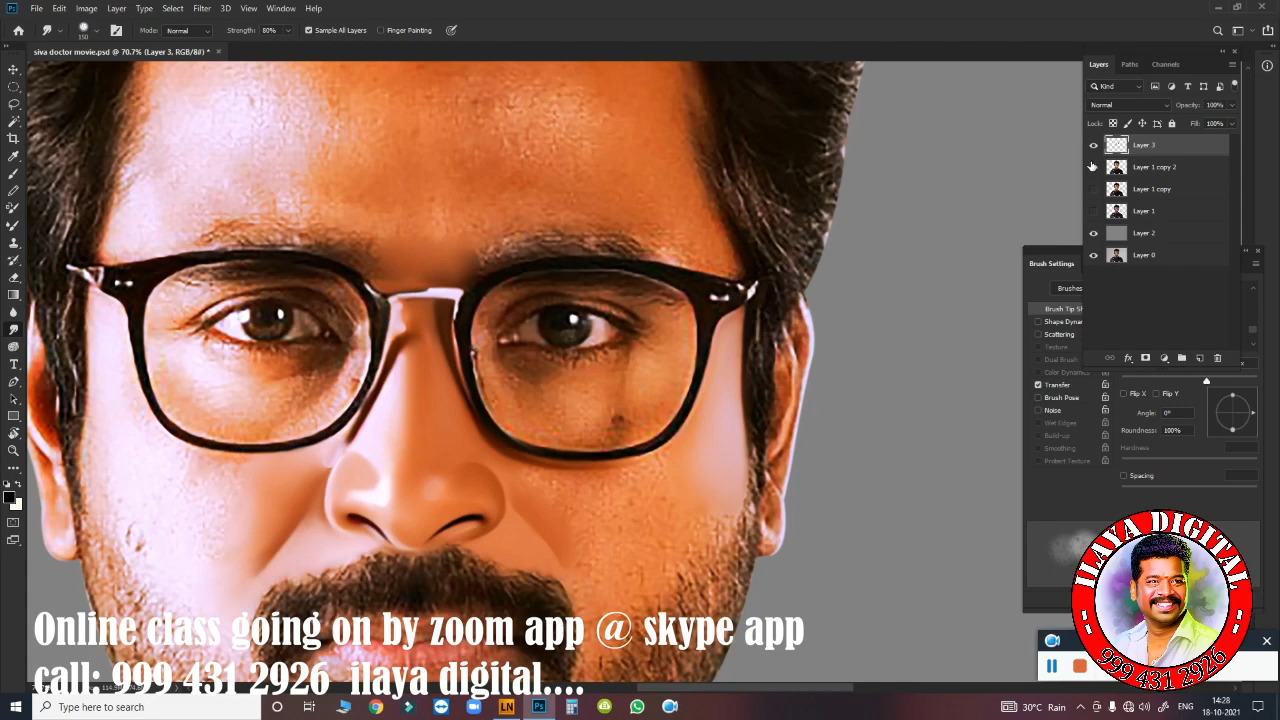 File Edit Image Layer Type Select Filter 3D View Window Help
150 Mode: Normal Strength: 80% Sample All Layers Finger Painting
siva doctor movie.psd @ 70.7% (Layer 3, RGB/8#) *
Layers Paths Channels
Kind
Normal Opacity: 100%
Lock: Fill: 100%
Layer 3
Layer 1 copy 2
Layer 1 copy
Layer 1
Layer 2
Layer 0
Brush Settings
Brushes
Brush Tip
Shape Dynam
Scattering
Texture
Dual Brush
Color Dynamics
Transfer
Brush Pose
Noise
Wet Edges
Build-up
Smoothing
Protect Texture
Flip X Flip Y
Angle: 0°
Roundness: 100%
Hardness
Spacing
ILAYA DIGITAL
999 431 2926
Online class going on by zoom app @ skype app
call: 999 431 2926 ilaya digital....
Type here to search
LN
Ps
30°C Rain
ENG
14:28
18-10-2021